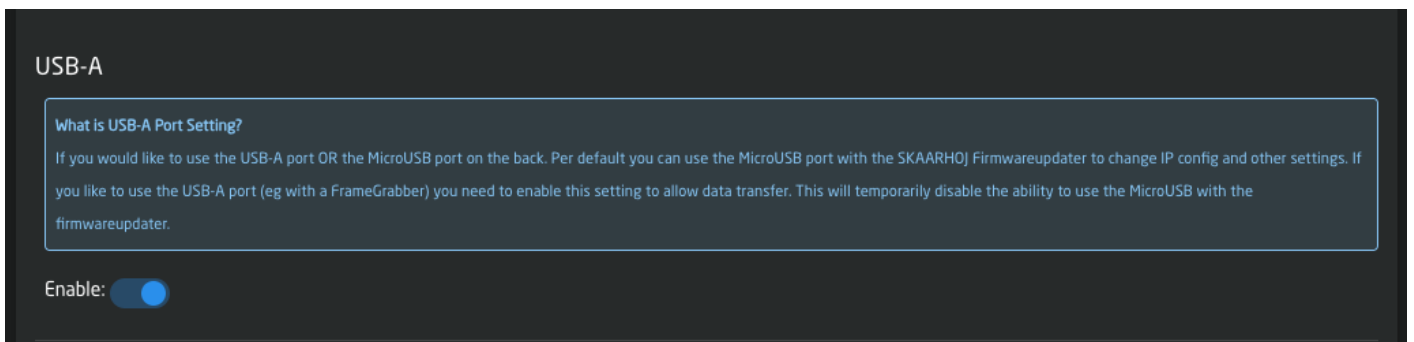 USB-A
What is USB-A Port Setting?
If you would like to use the USB-A port OR the MicroUSB port on the back. Per default you can use the MicroUSB port with the SKAARHOJ Firmwareupdater to change IP config and other settings. If
you like to use the USB-A port (eg with a FrameGrabber) you need to enable this setting to allow data transfer. This will temporarily disable the ability to use the MicroUSB with the
firmwareupdater.
Enable: